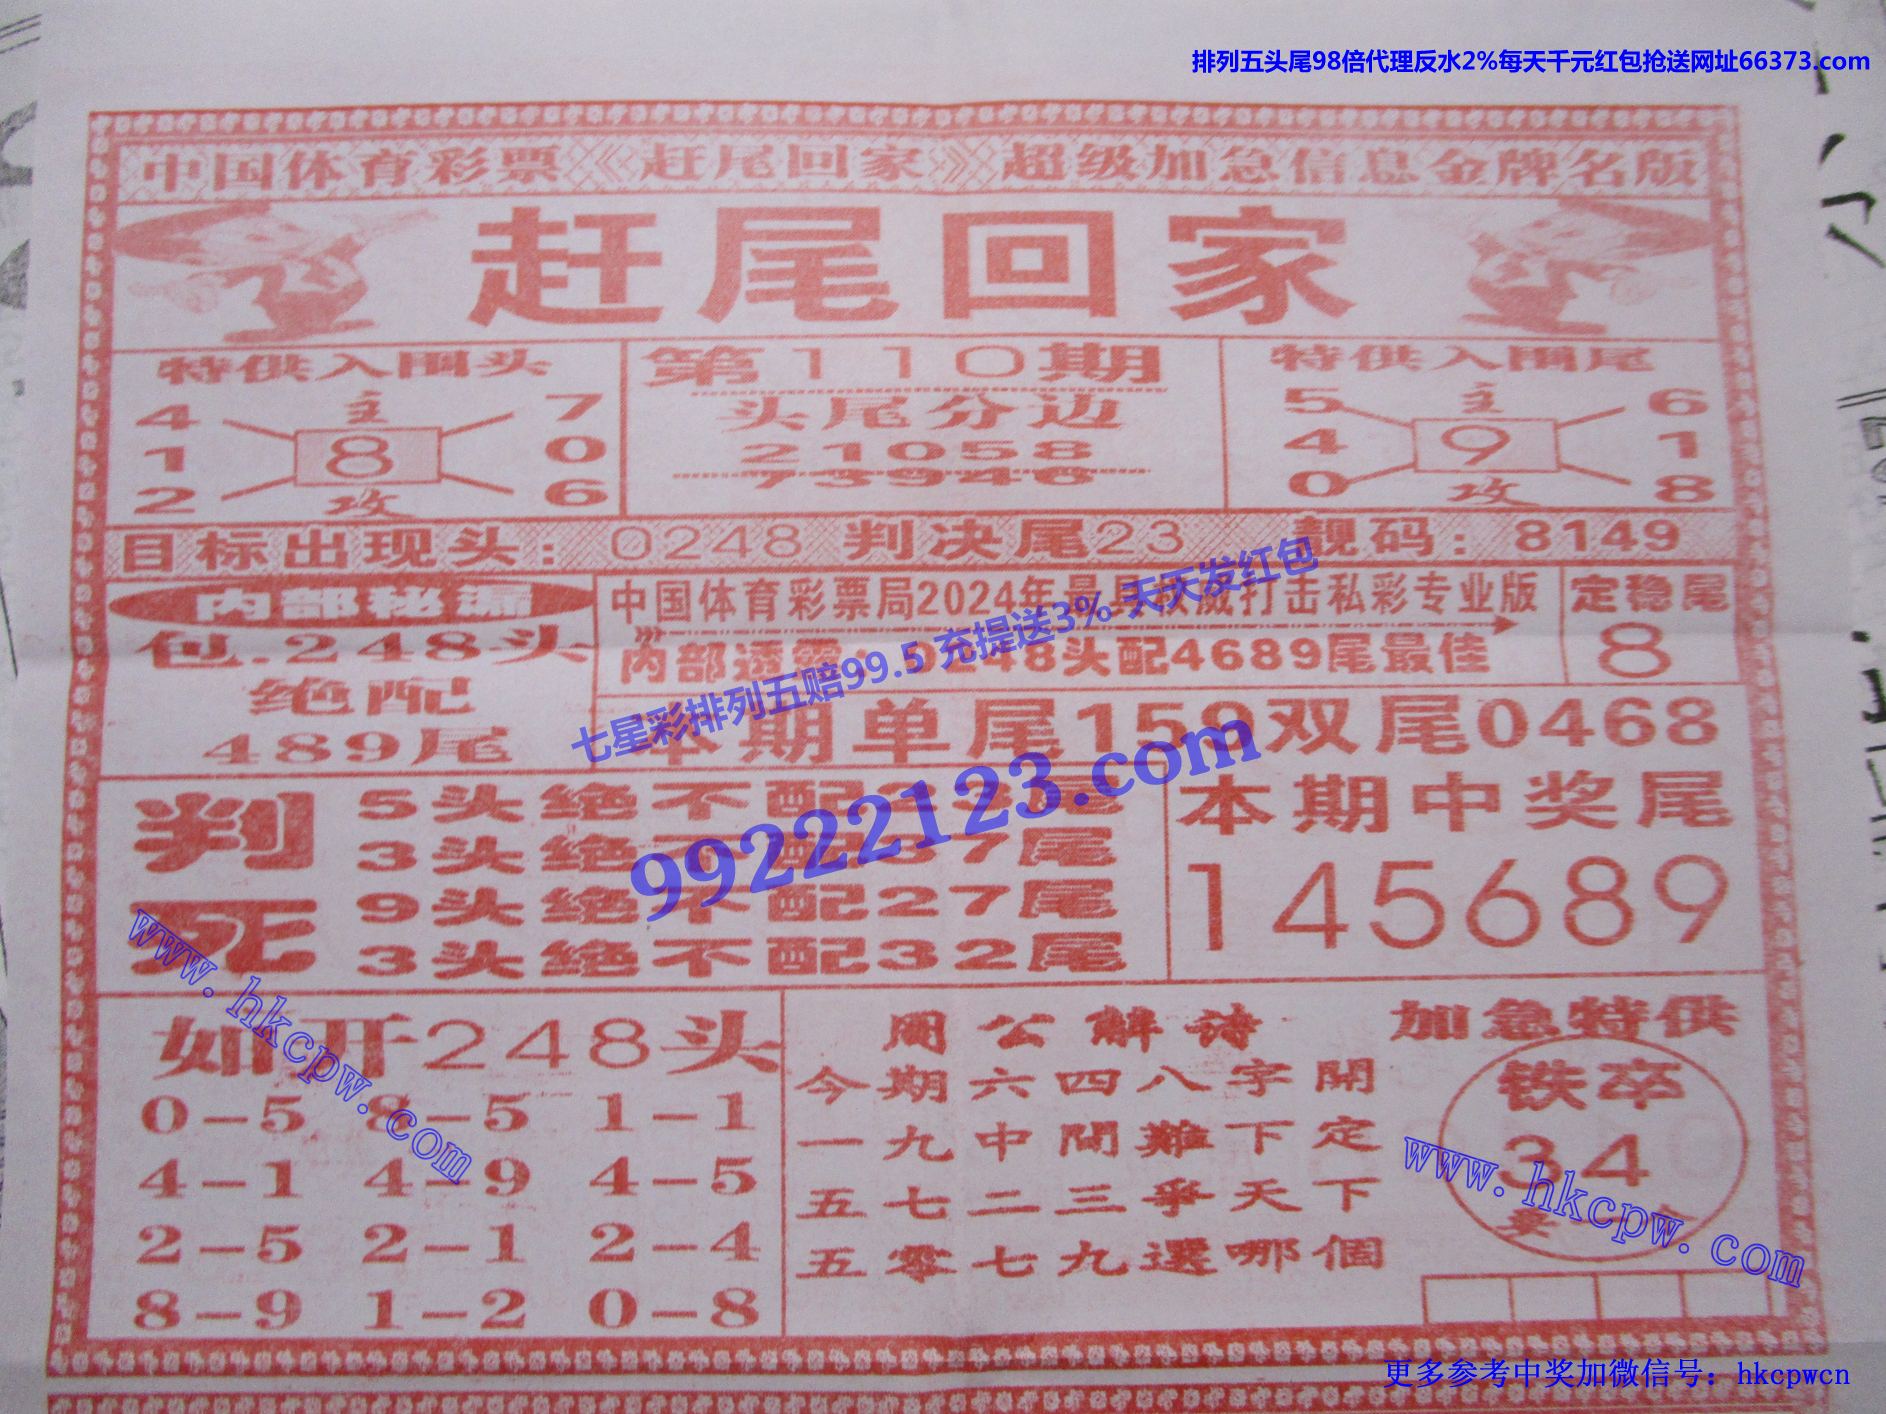 排列五头尾98倍代理反水2%每天千元红包抢送网址66373.com
中国体育彩票《赶尾回家》超级加急信息金牌名版
赶尾回家
特供入围头
4 主 7
1 8 0
2 攻 6
第110期
头尾分边
21058
73946
特供入围尾
5 主 6
4 9 1
0 攻 8
目标出现头：0248 判决尾23 靓码：8149
内部秘漏
包.248头
绝配
489尾
中国体育彩票局2024年最具权威打击私彩专业版
内部透露 248头配4689尾最佳
定稳尾
8
七星彩排列五赔99.5 充提送3% 天天发红包
本期单尾159双尾0468
99222123.com
判死
5头绝不配 尾
3头绝不配 7尾
9头绝不配27尾
3头绝不配32尾
本期中奖尾
145689
www.hkcpw.com
如开248头
0-5 8-5 1-1
4-1 4-9 4-5
2-5 2-1 2-4
8-9 1-2 0-8
周公解诗
今期六四八字開
一九中間難下定
五七二三爭天下
五零七九選哪個
加急特供
铁卒
34
www.hkcpw.com
更多参考中奖加微信号：hkcpwcn